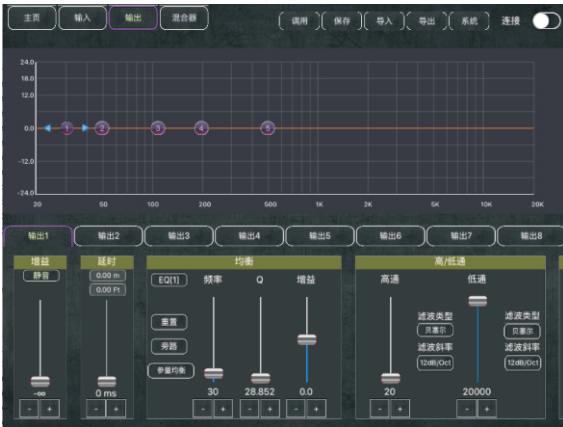 主页 输入 输出 混合器 调用 保存 导入 导出 系统 连接
24.0
18.0
12.0
0.0
1 2 3 4 5
-12.0
-24.0
20 50 100 200 500 1K 2K 5K 10K 20K
输出1 输出2 输出3 输出4 输出5 输出6 输出7 输出8
增益 延时 均衡 高/低通
静音 0.00 m EQ[1] 频率 Q 增益 高通 低通
0.00 Ft
滤波类型 滤波类型
重置 贝塞尔 贝塞尔
旁路 滤波斜率 滤波斜率
参量均衡 12dB/Oct 12dB/Oct
-∞ 0 ms 30 28.852 0.0 20 20000
- + - + - + - + - + - + - +